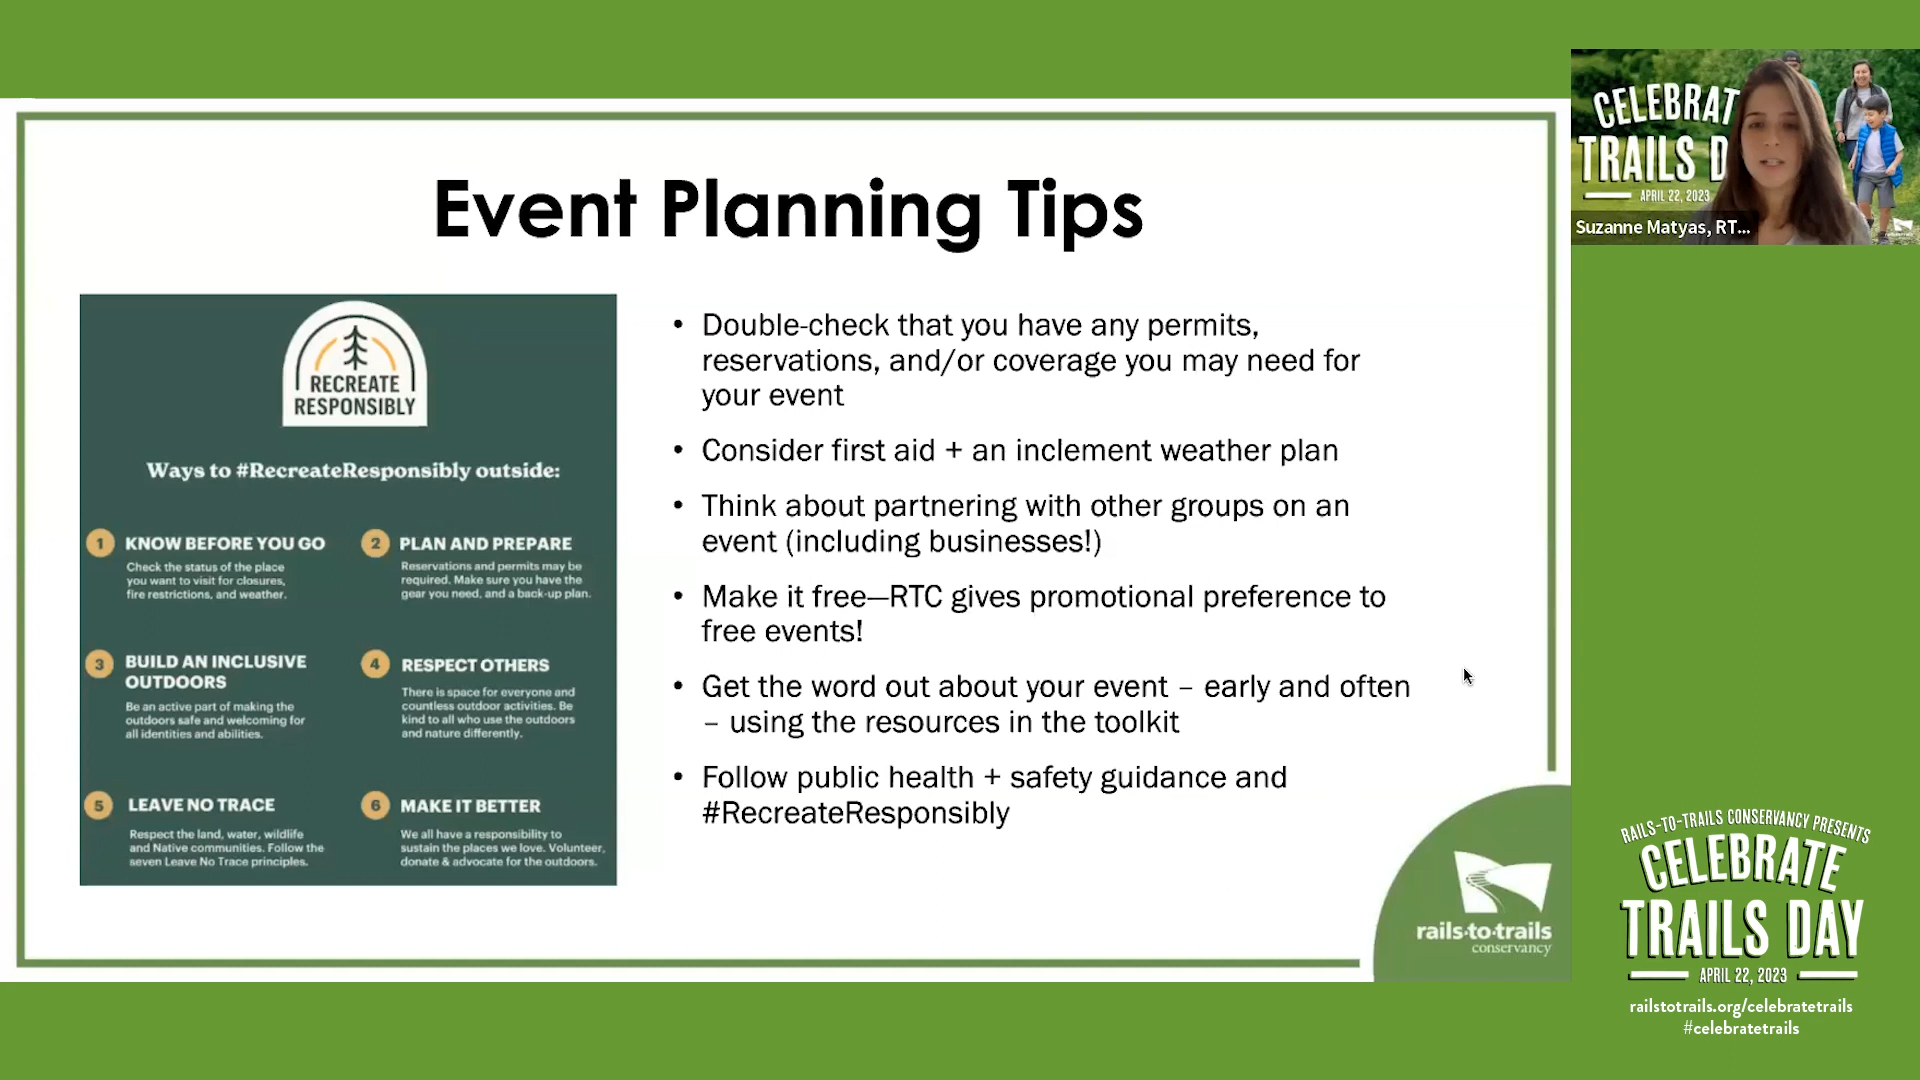 Event Planning Tips
RECREATE
RESPONSIBLY
Ways to #RecreateResponsibly outside:
1 KNOW BEFORE YOU GO
Check the status of the place
you want to visit for closures,
fire restrictions, and weather.
2 PLAN AND PREPARE
Reservations and permits may be
required. Make sure you have the
gear you need, and a back-up plan.
3 BUILD AN INCLUSIVE
OUTDOORS
Be an active part of making the
outdoors safe and welcoming for
all identities and abilities.
4 RESPECT OTHERS
There is space for everyone and
countless outdoor activities. Be
kind to all who use the outdoors
and nature differently.
5 LEAVE NO TRACE
Respect the land, water, wildlife
and Native communities. Follow the
seven Leave No Trace principles.
6 MAKE IT BETTER
We all have a responsibility to
sustain the places we love. Volunteer,
donate & advocate for the outdoors.
• Double-check that you have any permits,
reservations, and/or coverage you may need for
your event
• Consider first aid + an inclement weather plan
• Think about partnering with other groups on an
event (including businesses!)
• Make it free—RTC gives promotional preference to
free events!
• Get the word out about your event – early and often
– using the resources in the toolkit
• Follow public health + safety guidance and
#RecreateResponsibly
rails-to-trails
conservancy
CELEBRAT
TRAILS D
APRIL 22, 2023
Suzanne Matyas, RT...
RAILS-TO-TRAILS CONSERVANCY PRESENTS
CELEBRATE
TRAILS DAY
APRIL 22, 2023
railstotrails.org/celebratetrails
#celebratetrails